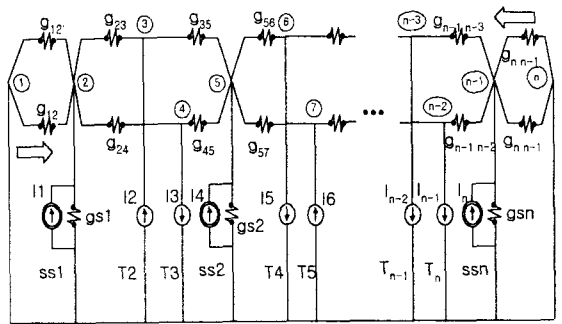 g12' g23 3 g35 g56 6 n-3 gn-1n-3 gn n-1
1 2 4 5 7 n-2 n-1 n
g12 g24 g45 g57 ••• gn-1 n-2 gn n-1
I1 gs1 I2 I3 I4 gs2 I5 I6 In-2 In-1 In gsn
ss1 T2 T3 ss2 T4 T5 Tn-1 Tn ssn